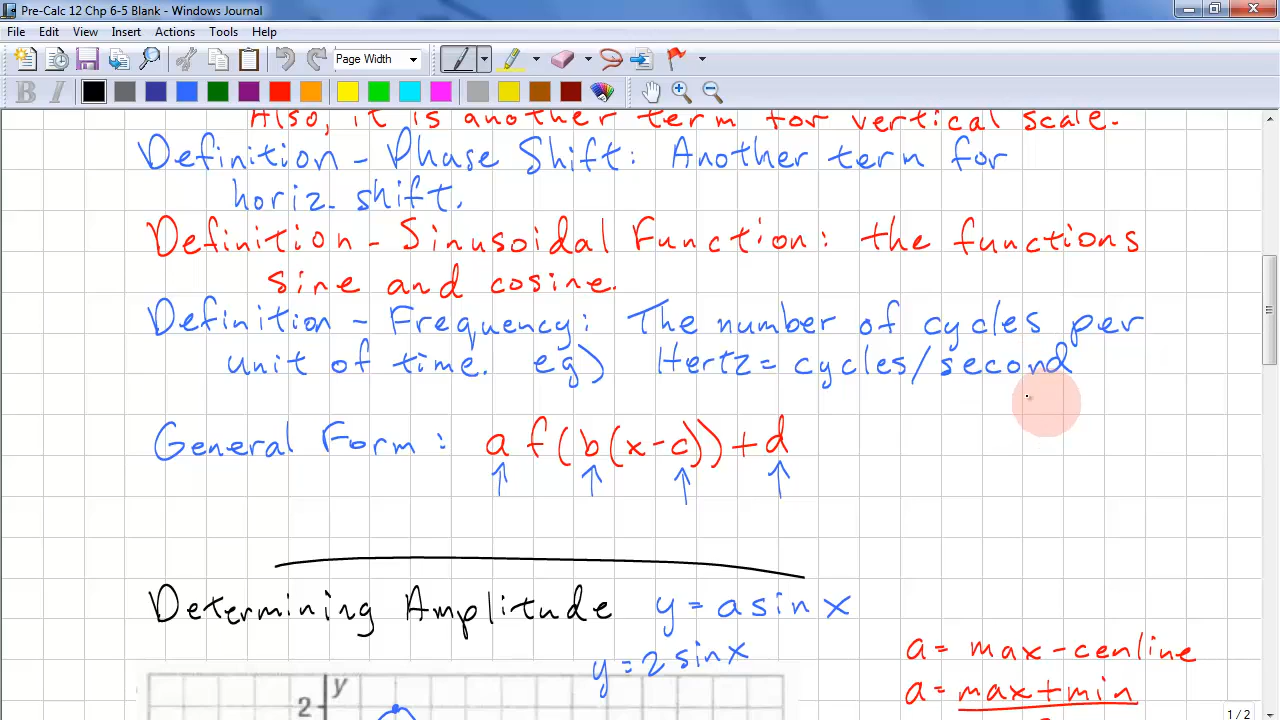 Pre-Calc 12 Chp 6-5 Blank - Windows Journal
File Edit View Insert Actions Tools Help
Page Width
B I
Also, it is another term for vertical scale.
Definition - Phase Shift: Another term for
horiz. shift.
Definition - Sinusoidal Function: the functions
sine and cosine.
Definition - Frequency: The number of cycles per
unit of time. eg) Hertz = cycles/second
General Form: a f(b(x-c))+d
Determining Amplitude y = a sin x
y = 2 sin x
a = max - cenline
a = max + min
y
2
1/2